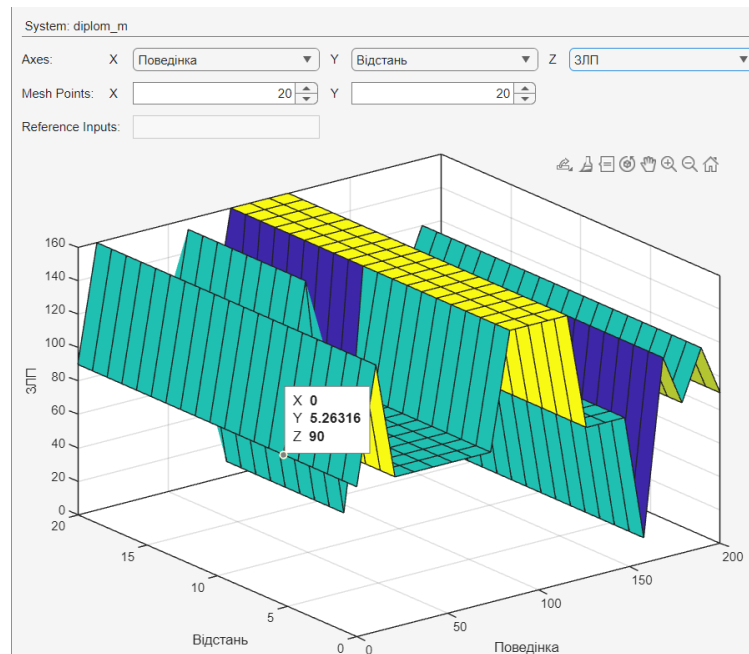 System: diplom_m
Axes: X Поведінка Y Відстань Z ЗЛП
Mesh Points: X 20 Y 20
Reference Inputs:
160
140
120
100
80
60
40
20
0
ЗЛП
X 0
Y 5.26316
Z 90
20
15
10
5
0
Відстань
0
50
100
150
200
Поведінка